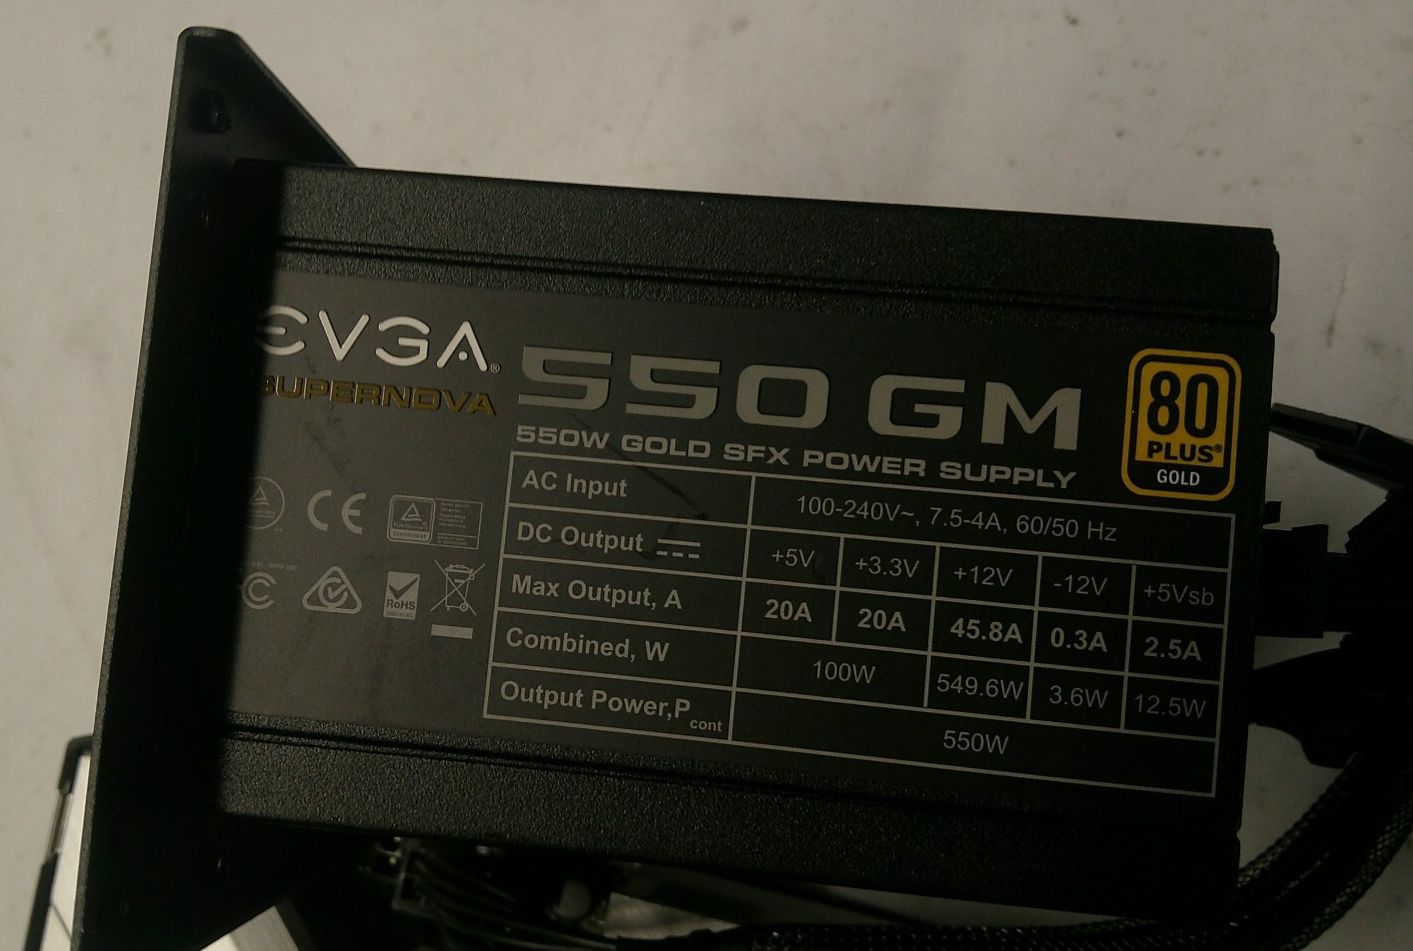 EVGA®
SUPERNOVA
550 GM
550W GOLD SFX POWER SUPPLY
80
PLUS®
GOLD
AC Input 100-240V~, 7.5-4A, 60/50 Hz
DC Output +5V +3.3V +12V -12V +5Vsb
Max Output, A 20A 20A 45.8A 0.3A 2.5A
Combined, W 100W 549.6W 3.6W 12.5W
Output Power,Pcont 550W
CE
RoHS